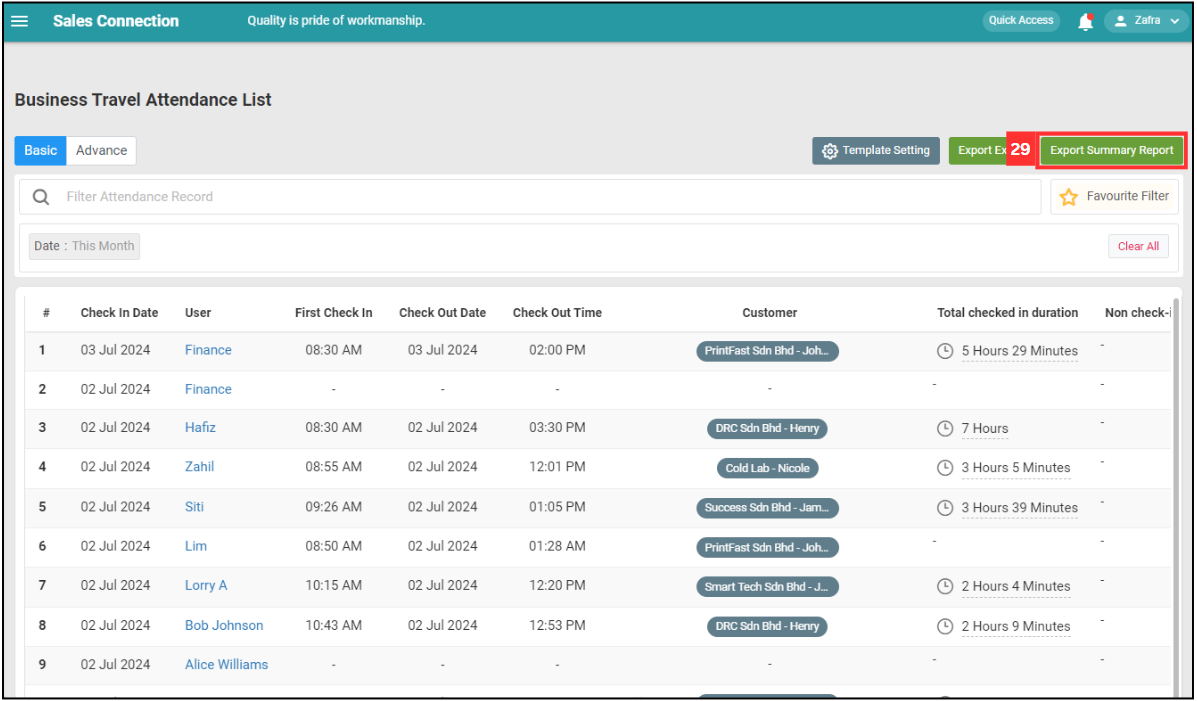 Sales Connection Quality is pride of workmanship. Quick Access Zafra
Business Travel Attendance List
Basic Advance Template Setting Export Ex 29 Export Summary Report
Filter Attendance Record Favourite Filter
Date : This Month Clear All
# Check In Date User First Check In Check Out Date Check Out Time Customer Total checked in duration Non check-i
1 03 Jul 2024 Finance 08:30 AM 03 Jul 2024 02:00 PM PrintFast Sdn Bhd - Joh... 5 Hours 29 Minutes -
2 02 Jul 2024 Finance - - - - - -
3 02 Jul 2024 Hafiz 08:30 AM 02 Jul 2024 03:30 PM DRC Sdn Bhd - Henry 7 Hours -
4 02 Jul 2024 Zahil 08:55 AM 02 Jul 2024 12:01 PM Cold Lab - Nicole 3 Hours 5 Minutes -
5 02 Jul 2024 Siti 09:26 AM 02 Jul 2024 01:05 PM Success Sdn Bhd - Jam... 3 Hours 39 Minutes -
6 02 Jul 2024 Lim 08:50 AM 02 Jul 2024 01:28 AM PrintFast Sdn Bhd - Joh... - -
7 02 Jul 2024 Lorry A 10:15 AM 02 Jul 2024 12:20 PM Smart Tech Sdn Bhd - J... 2 Hours 4 Minutes -
8 02 Jul 2024 Bob Johnson 10:43 AM 02 Jul 2024 12:53 PM DRC Sdn Bhd - Henry 2 Hours 9 Minutes -
9 02 Jul 2024 Alice Williams - - - - - -